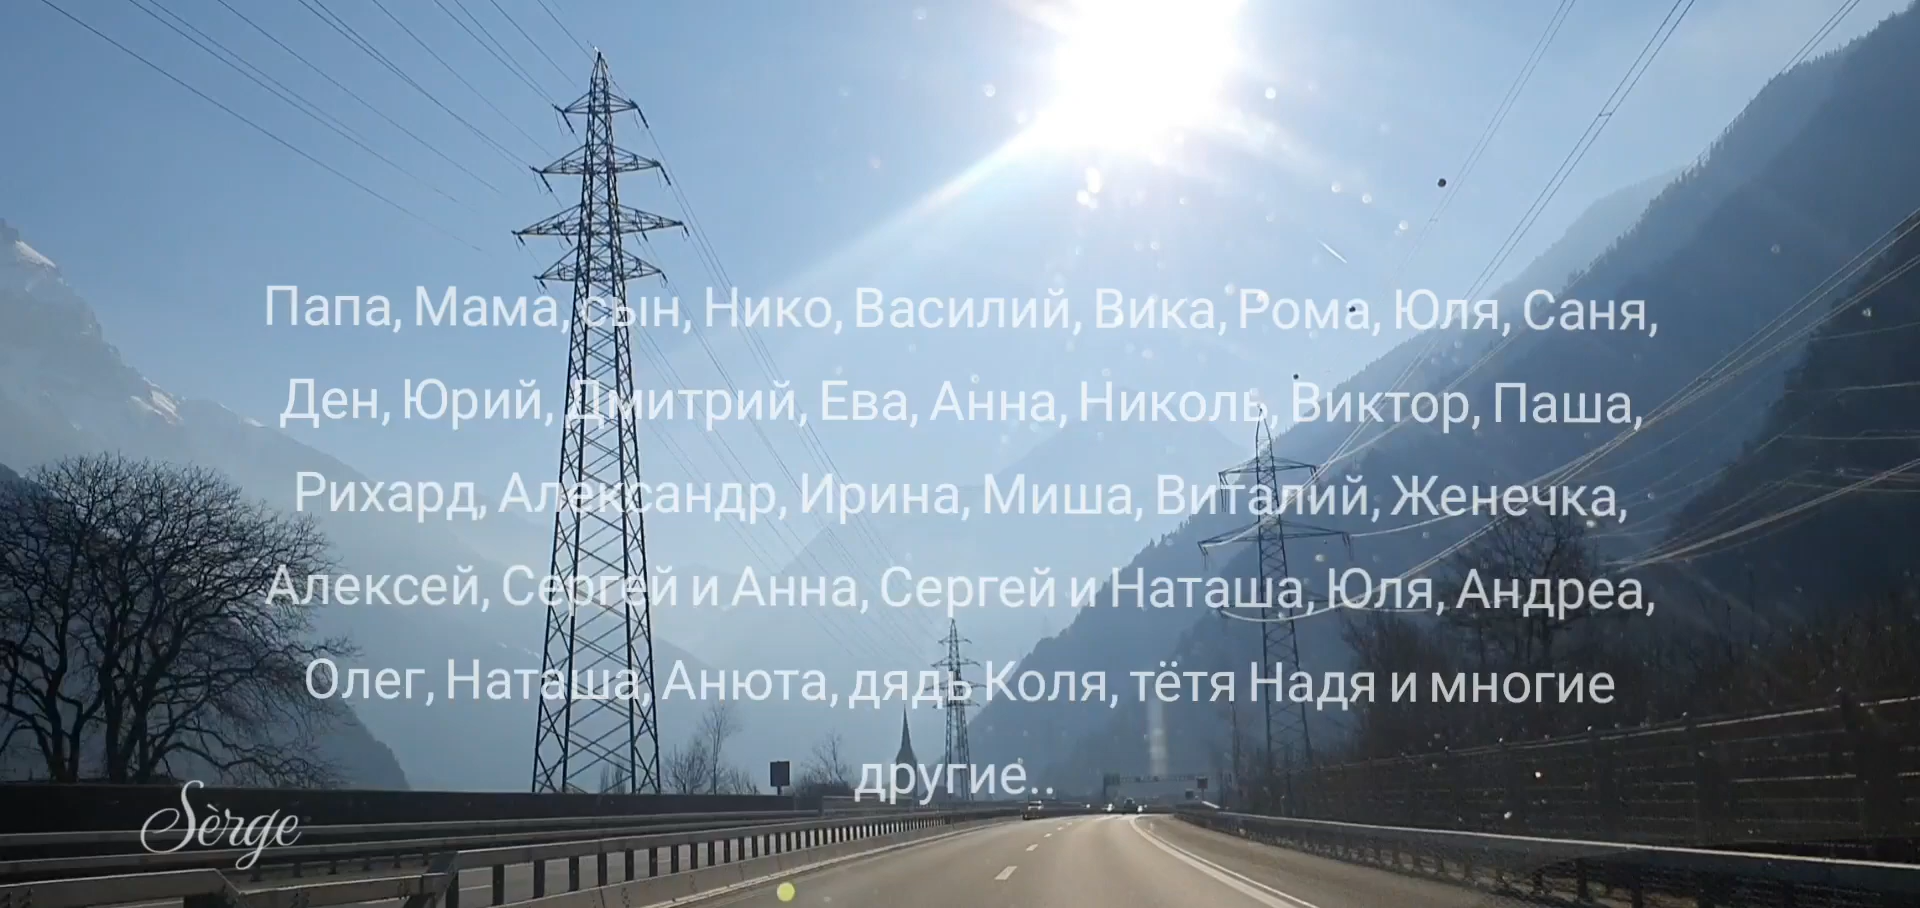 Папа, Мама, сын, Нико, Василий, Вика, Рома, Юля, Саня,
Ден, Юрий, Дмитрий, Ева, Анна, Николь, Виктор, Паша,
Рихард, Александр, Ирина, Миша, Виталий, Женечка,
Алексей, Сергей и Анна, Сергей и Наташа, Юля, Андреа,
Олег, Наташа, Анюта, дядь Коля, тётя Надя и многие
другие..
Sèrge